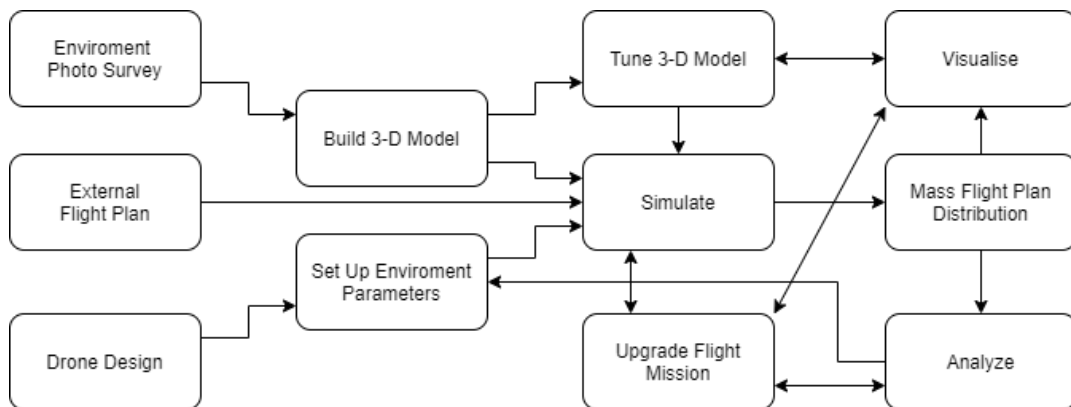 Enviroment
Photo Survey
Tune 3-D Model
Visualise
Build 3-D Model
External
Flight Plan
Simulate
Mass Flight Plan
Distribution
Set Up Enviroment
Parameters
Drone Design
Upgrade Flight
Mission
Analyze